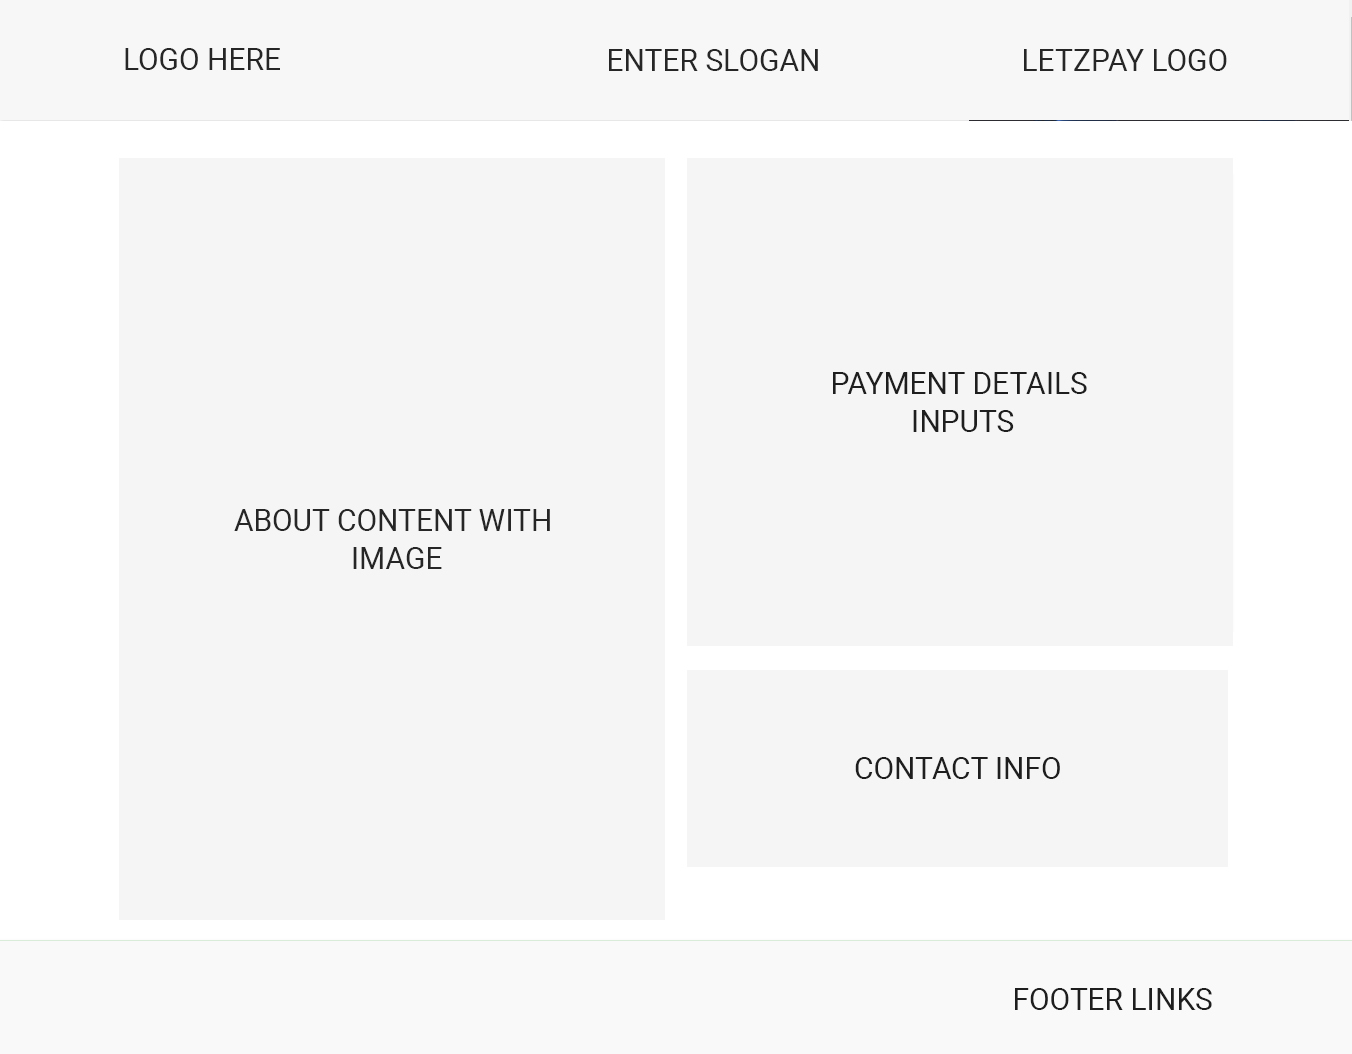 LOGO HERE
ENTER SLOGAN
LETZPAY LOGO
ABOUT CONTENT WITH
IMAGE
PAYMENT DETAILS
INPUTS
CONTACT INFO
FOOTER LINKS